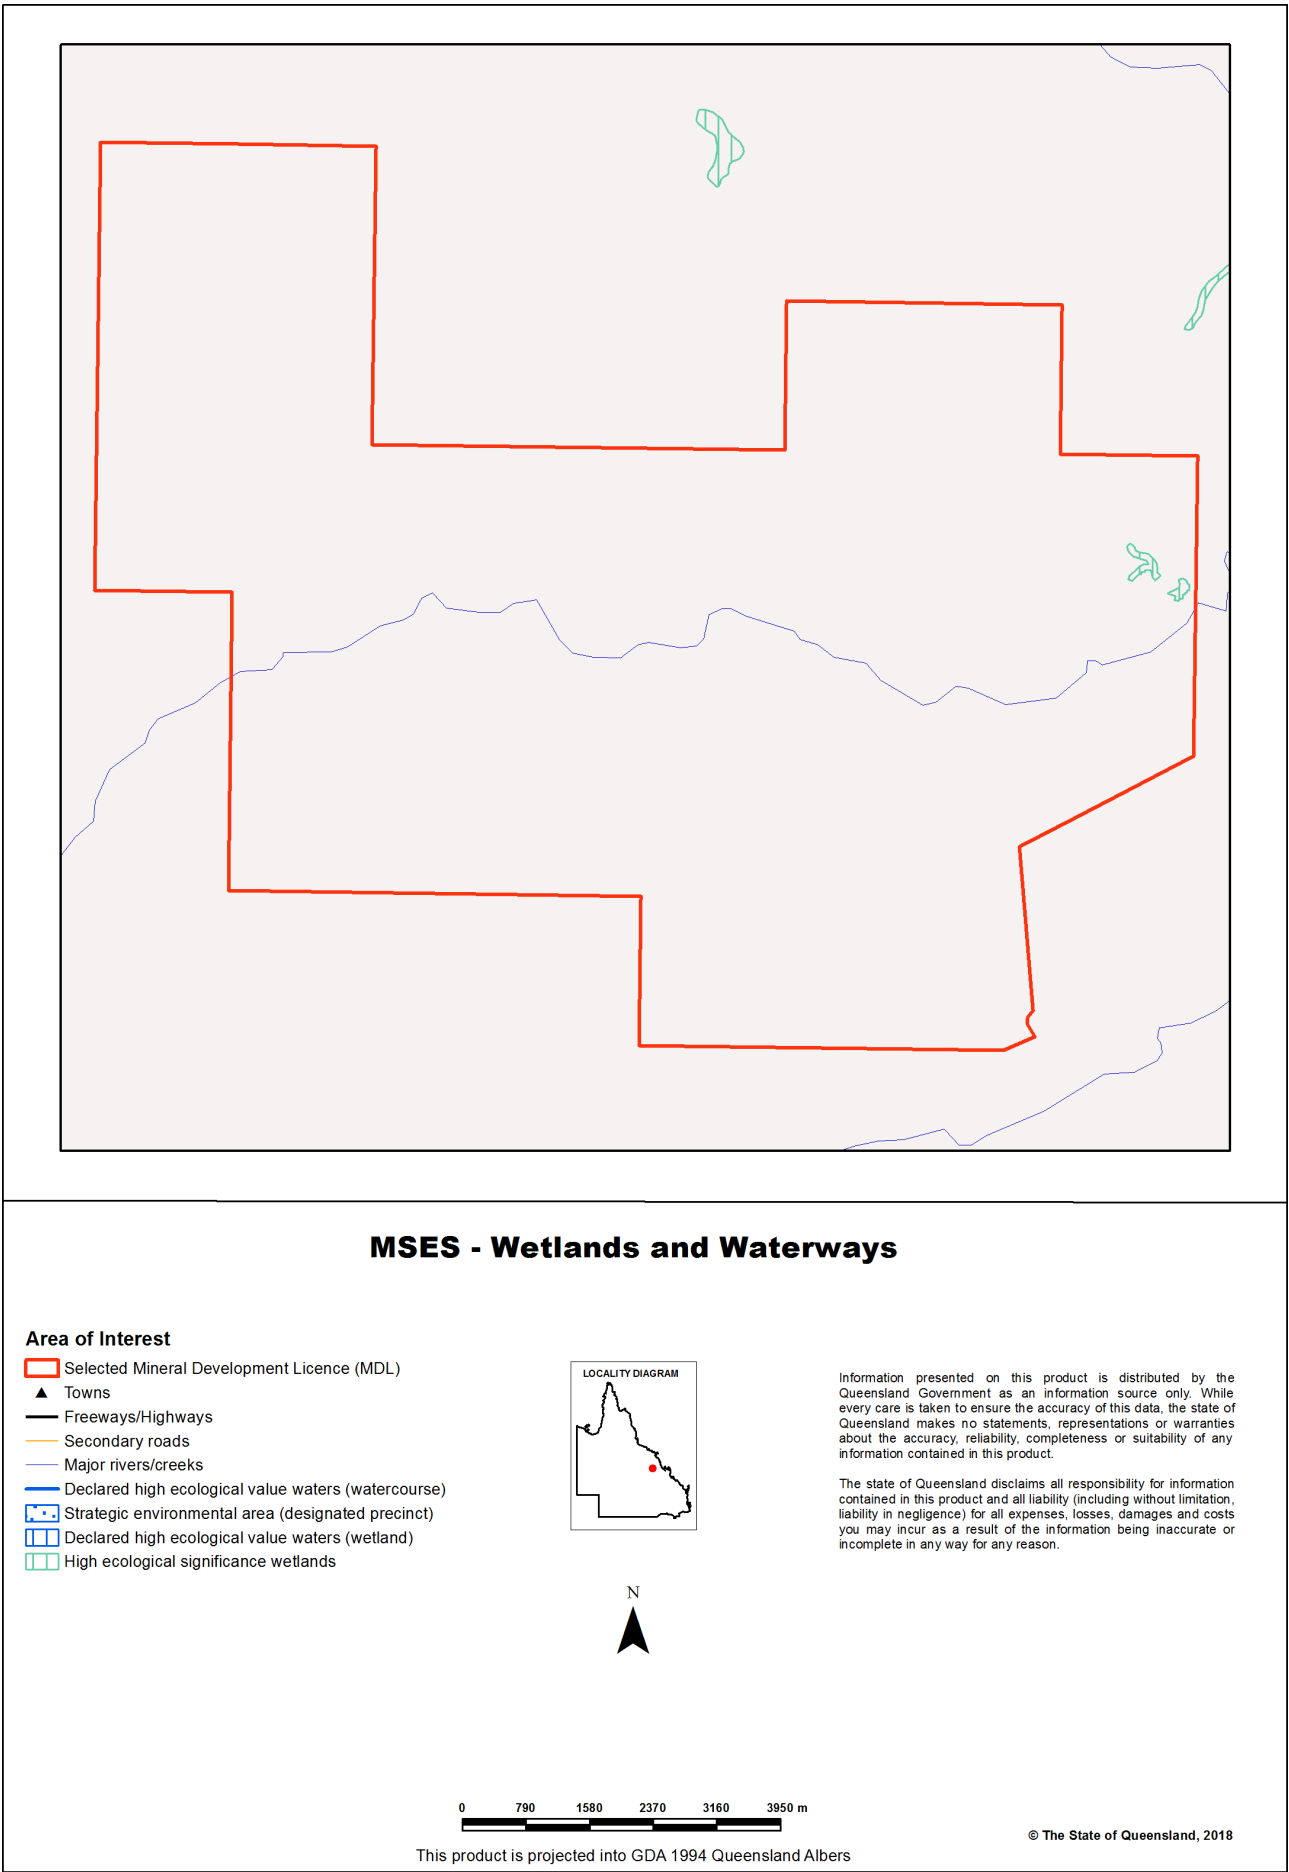 MSES - Wetlands and Waterways
Area of Interest
Selected Mineral Development Licence (MDL)
Towns
Freeways/Highways
Secondary roads
Major rivers/creeks
Declared high ecological value waters (watercourse)
Strategic environmental area (designated precinct)
Declared high ecological value waters (wetland)
High ecological significance wetlands
LOCALITY DIAGRAM
N
Information presented on this product is distributed by the
Queensland Government as an information source only. While
every care is taken to ensure the accuracy of this data, the state of
Queensland makes no statements, representations or warranties
about the accuracy, reliability, completeness or suitability of any
information contained in this product.
The state of Queensland disclaims all responsibility for information
contained in this product and all liability (including without limitation,
liability in negligence) for all expenses, losses, damages and costs
you may incur as a result of the information being inaccurate or
incomplete in any way for any reason.
0 790 1580 2370 3160 3950 m
This product is projected into GDA 1994 Queensland Albers
© The State of Queensland, 2018